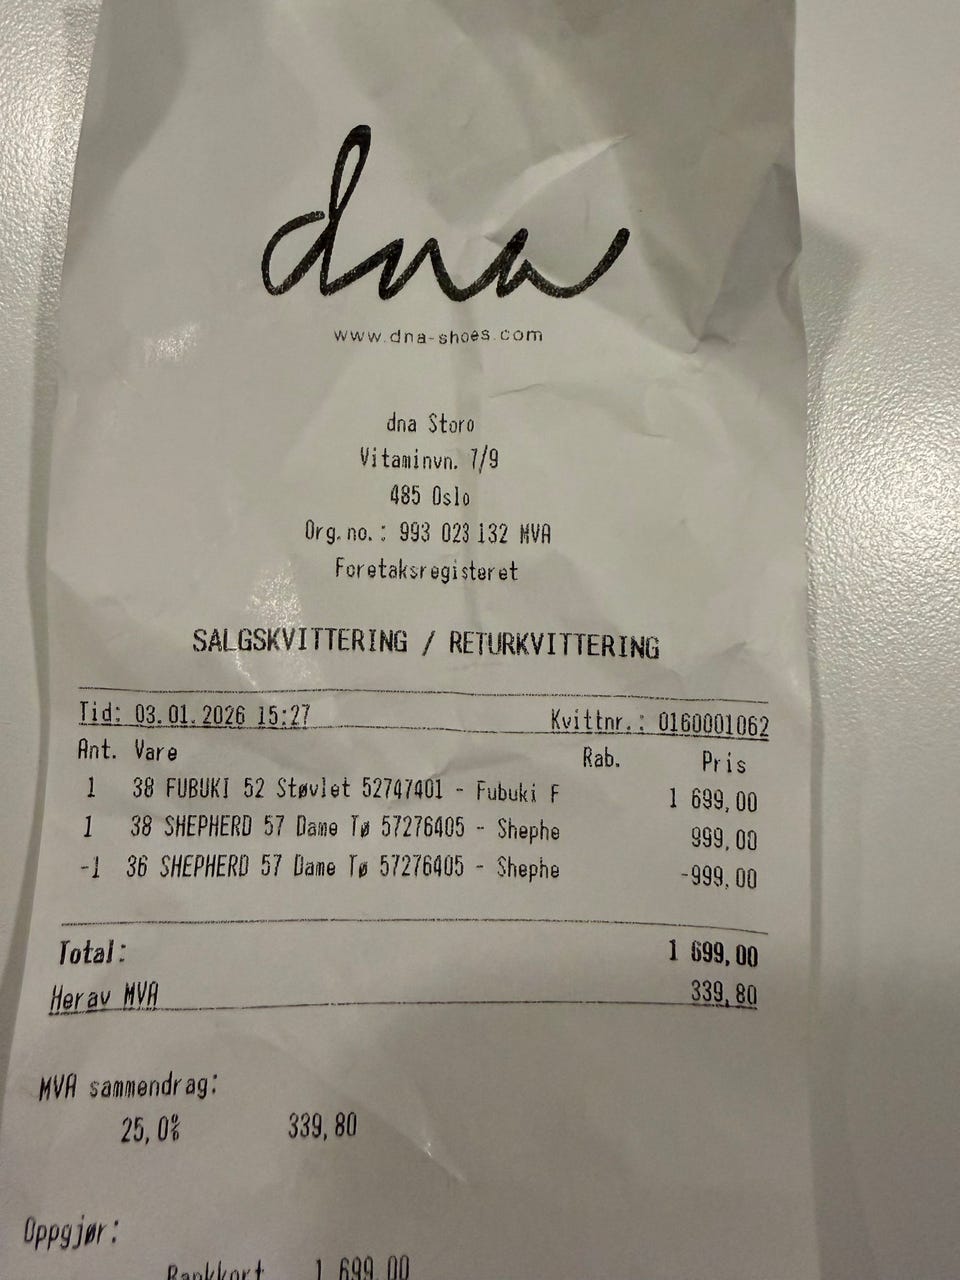 dna
www.dna-shoes.com
dna Storo
Vitaminvn. 7/9
485 Oslo
Org.no.: 993 023 132 MVA
Foretaksregisteret
SALGSKVITTERING / RETURKVITTERING
Tid: 03.01.2026 15:27 Kvittnr.: 0160001062
Ant. Vare Rab. Pris
1 38 FUBUKI 52 Støvlet 52747401 - Fubuki F 1 699,00
1 38 SHEPHERD 57 Dame Tø 57276405 - Shephe 999,00
-1 36 SHEPHERD 57 Dame Tø 57276405 - Shephe -999,00
Total: 1 699,00
Herav MVA 339,80
MVA sammendrag:
25,0% 339,80
Oppgjør:
Bankkort 1 699,00